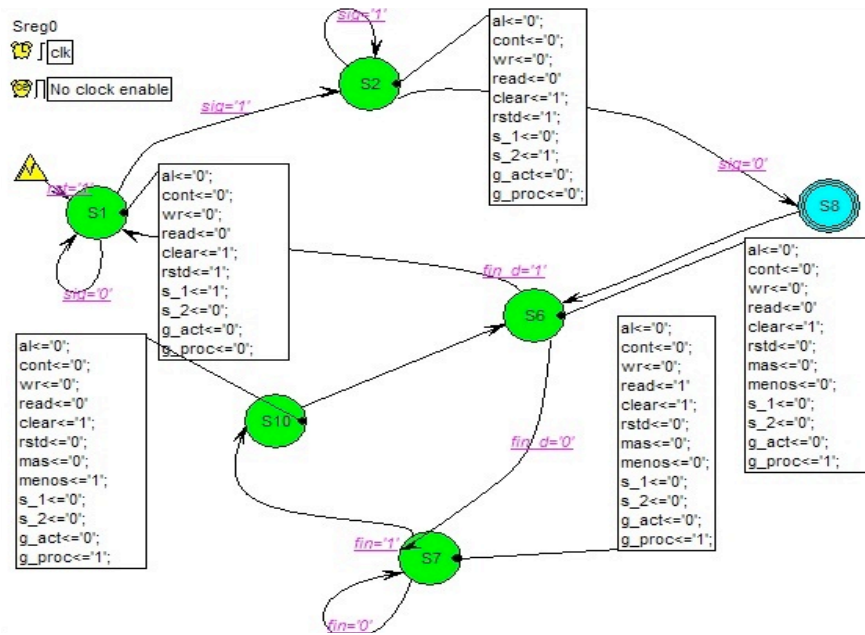 Sreg0
clk
No clock enable
sig='1'
S2
al<='0';
cont<='0';
wr<='0';
read<='0'
clear<='1';
rstd<='1';
s_1<='0';
s_2<='1';
g_act<='0';
g_proc<='0';
sig='1'
sig='0'
rst='1'
S1
sig='0'
al<='0';
cont<='0';
wr<='0';
read<='0'
clear<='1';
rstd<='1';
s_1<='1';
s_2<='0';
g_act<='0';
g_proc<='0';
S8
fin_d='1'
S6
al<='0';
cont<='0';
wr<='0';
read<='0'
clear<='1';
rstd<='0';
mas<='0';
menos<='0';
s_1<='0';
s_2<='0';
g_act<='0';
g_proc<='1';
al<='0';
cont<='0';
wr<='0';
read<='1'
clear<='1';
rstd<='0';
mas<='0';
menos<='0';
s_1<='0';
s_2<='0';
g_act<='0';
g_proc<='1';
al<='0';
cont<='0';
wr<='0';
read<='0'
clear<='1';
rstd<='0';
mas<='0';
menos<='1';
s_1<='0';
s_2<='0';
g_act<='0';
g_proc<='1';
S10
fin_d='0'
fin='1'
S7
fin='0'